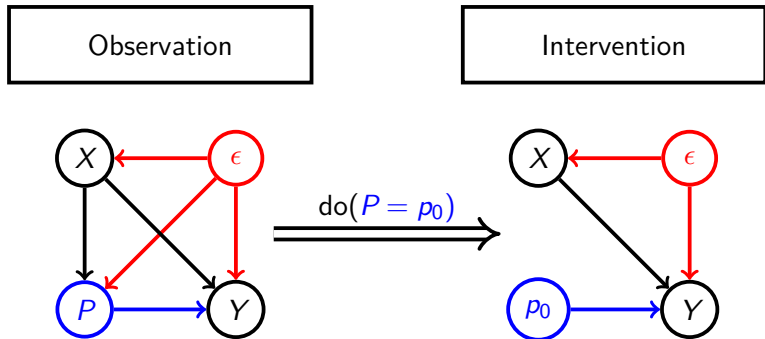 Observation
Intervention
X
ϵ
do(P = p₀)
X
ϵ
P
Y
p₀
Y